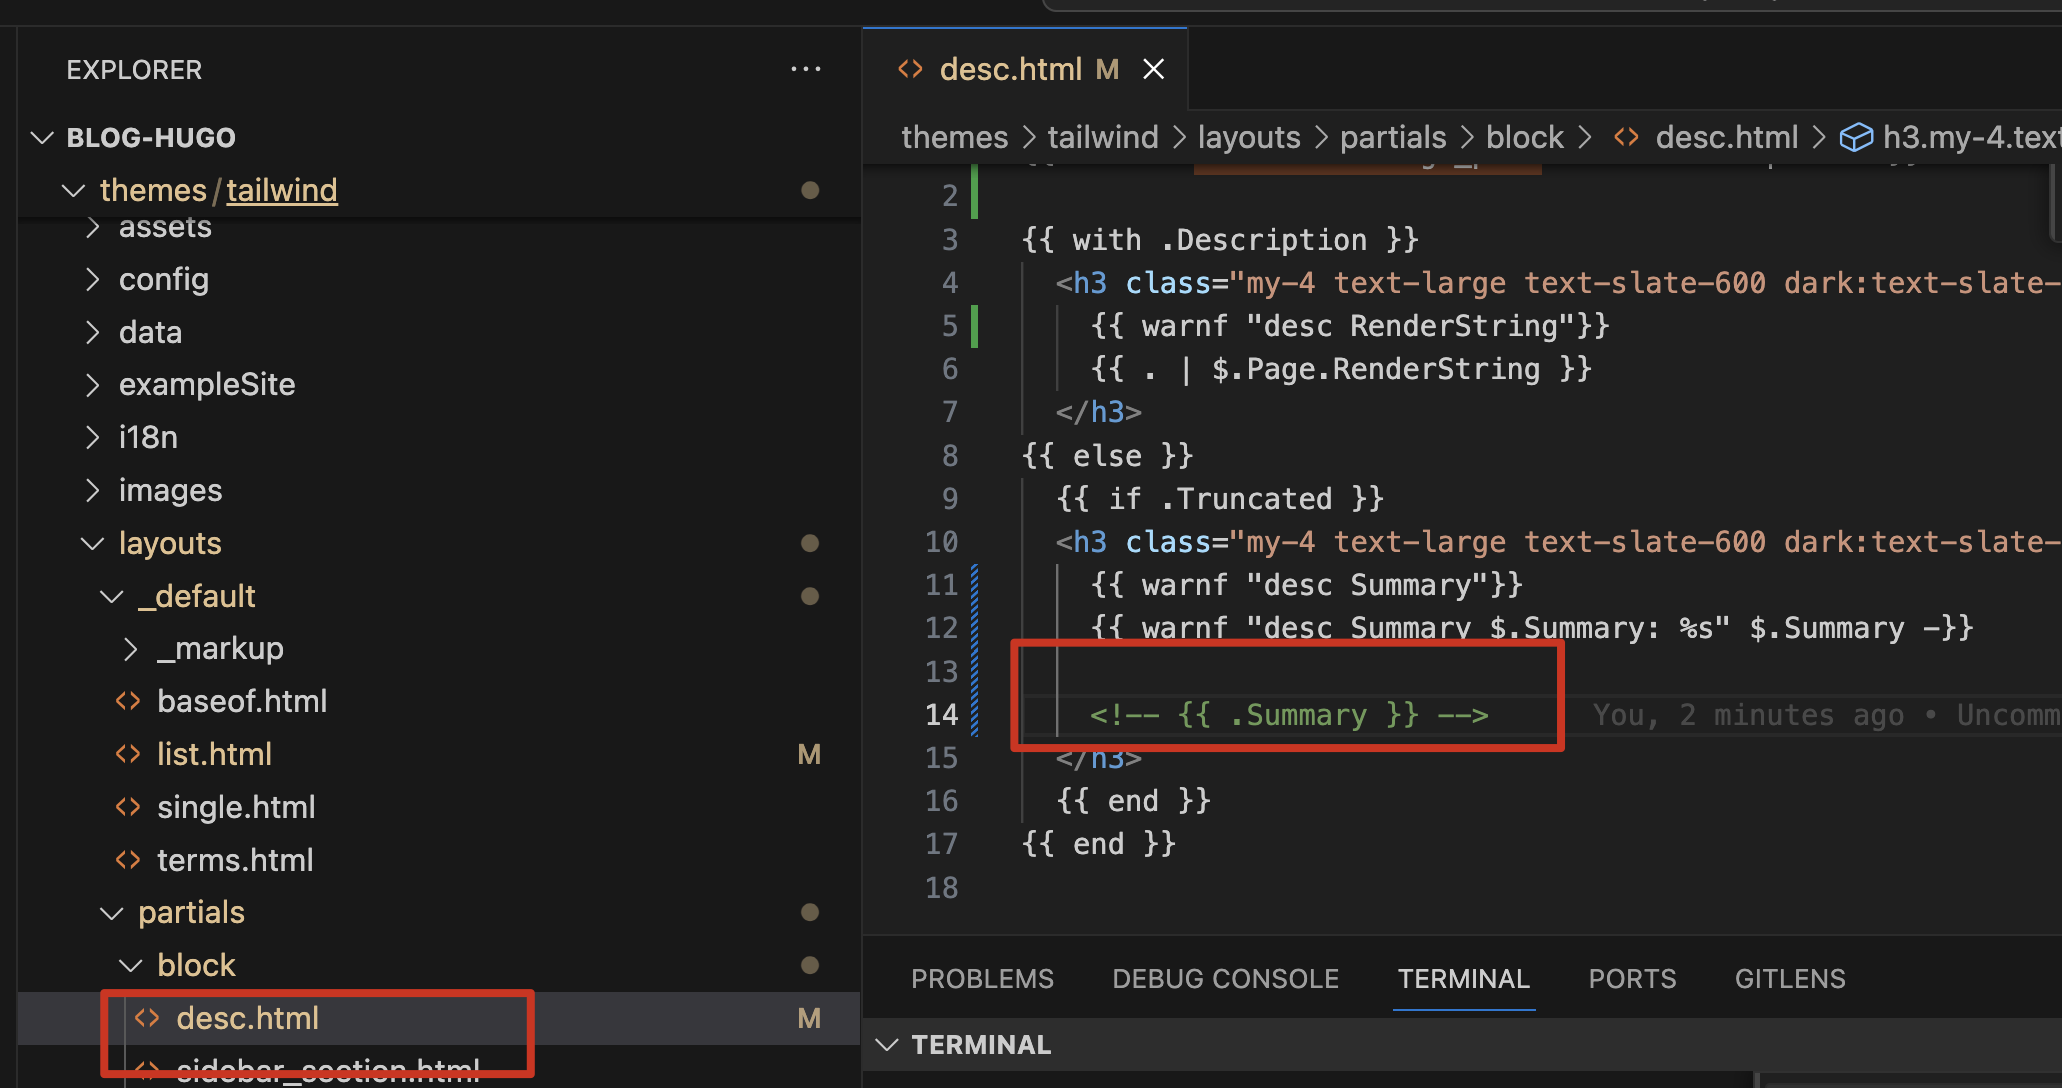 EXPLORER
BLOG-HUGO
themes/tailwind
assets
config
data
exampleSite
i18n
images
layouts
_default
_markup
baseof.html
list.html M
single.html
terms.html
partials
block
desc.html M
sidebar_section.html
desc.html M
themes > tailwind > layouts > partials > block > desc.html > h3.my-4.text
2
3 {{ with .Description }}
4 <h3 class="my-4 text-large text-slate-600 dark:text-slate-
5 {{ warnf "desc RenderString"}}
6 {{ . | $.Page.RenderString }}
7 </h3>
8 {{ else }}
9 {{ if .Truncated }}
10 <h3 class="my-4 text-large text-slate-600 dark:text-slate-
11 {{ warnf "desc Summary"}}
12 {{ warnf "desc Summary $.Summary: %s" $.Summary -}}
13
14 <!-- {{ .Summary }} --> You, 2 minutes ago • Uncomm
15 </h3>
16 {{ end }}
17 {{ end }}
18
PROBLEMS DEBUG CONSOLE TERMINAL PORTS GITLENS
TERMINAL